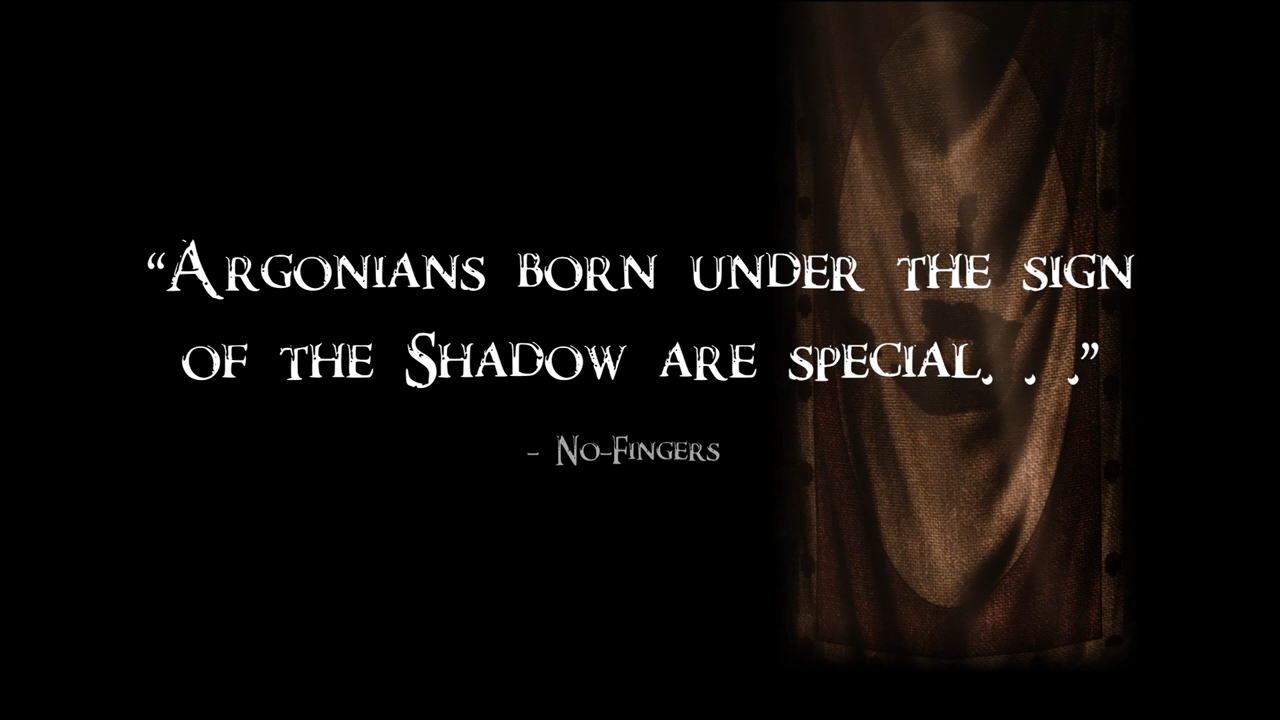 “Argonians born under the sign
of the Shadow are special. . .”
- No-Fingers